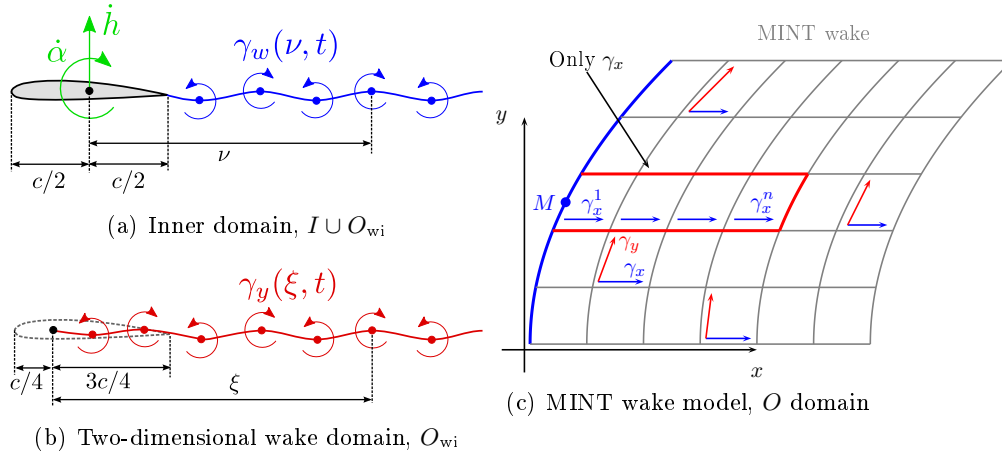 ḣ
α̇
γ_w(ν, t)
ν
c/2
c/2
(a) Inner domain, I ∪ O_wi
γ_y(ξ, t)
c/4
3c/4
ξ
(b) Two-dimensional wake domain, O_wi
MINT wake
Only γ_x
y
M
γ_x^1
γ_x^n
γ_y
γ_x
x
(c) MINT wake model, O domain